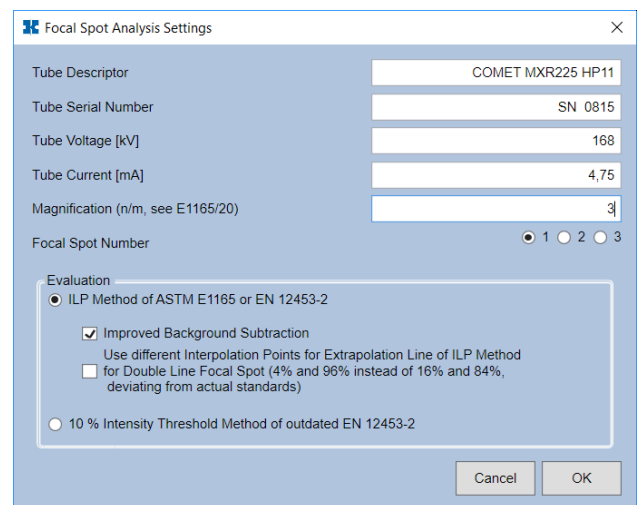 Focal Spot Analysis Settings
Tube Descriptor COMET MXR225 HP11
Tube Serial Number SN 0815
Tube Voltage [kV] 168
Tube Current [mA] 4,75
Magnification (n/m, see E1165/20) 3
Focal Spot Number 1 2 3
Evaluation
ILP Method of ASTM E1165 or EN 12453-2
Improved Background Subtraction
Use different Interpolation Points for Extrapolation Line of ILP Method
for Double Line Focal Spot (4% and 96% instead of 16% and 84%,
deviating from actual standards)
10 % Intensity Threshold Method of outdated EN 12453-2
Cancel OK